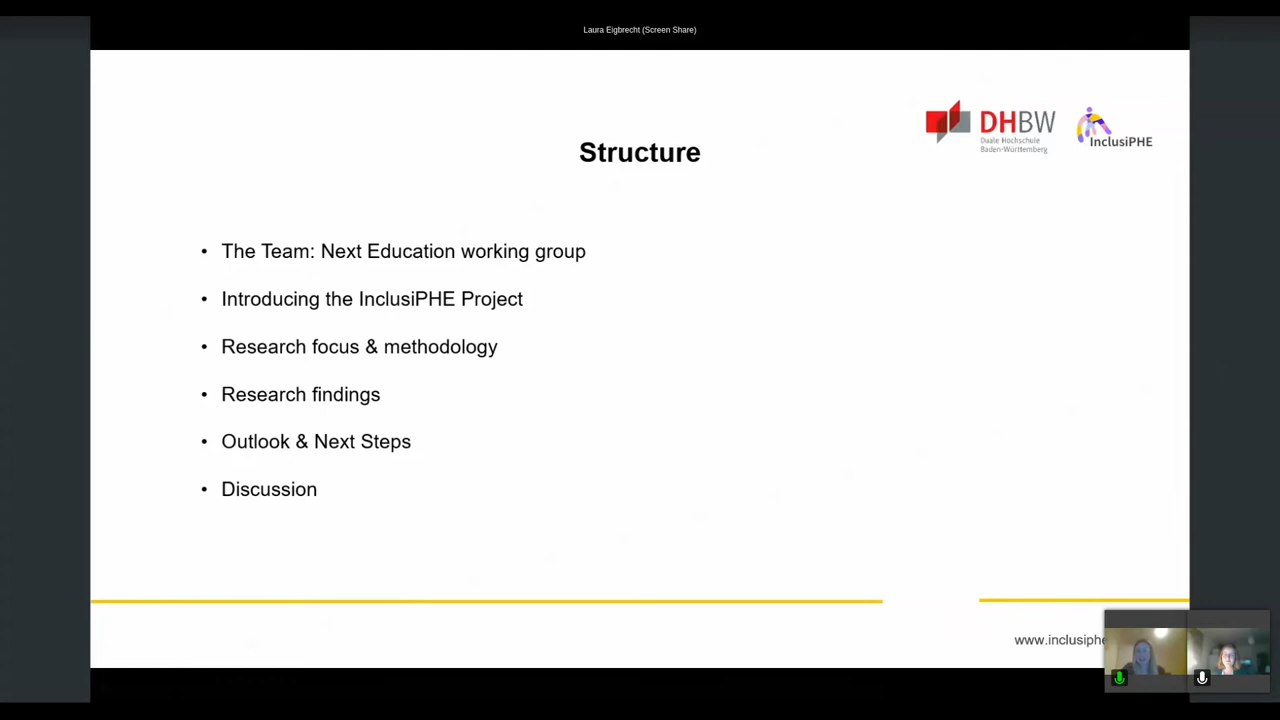 Laura Eigbrecht (Screen Share)
DHBW
Duale Hochschule
Baden-Württemberg
InclusiPHE
Structure
• The Team: Next Education working group
• Introducing the InclusiPHE Project
• Research focus & methodology
• Research findings
• Outlook & Next Steps
• Discussion
www.inclusiphe